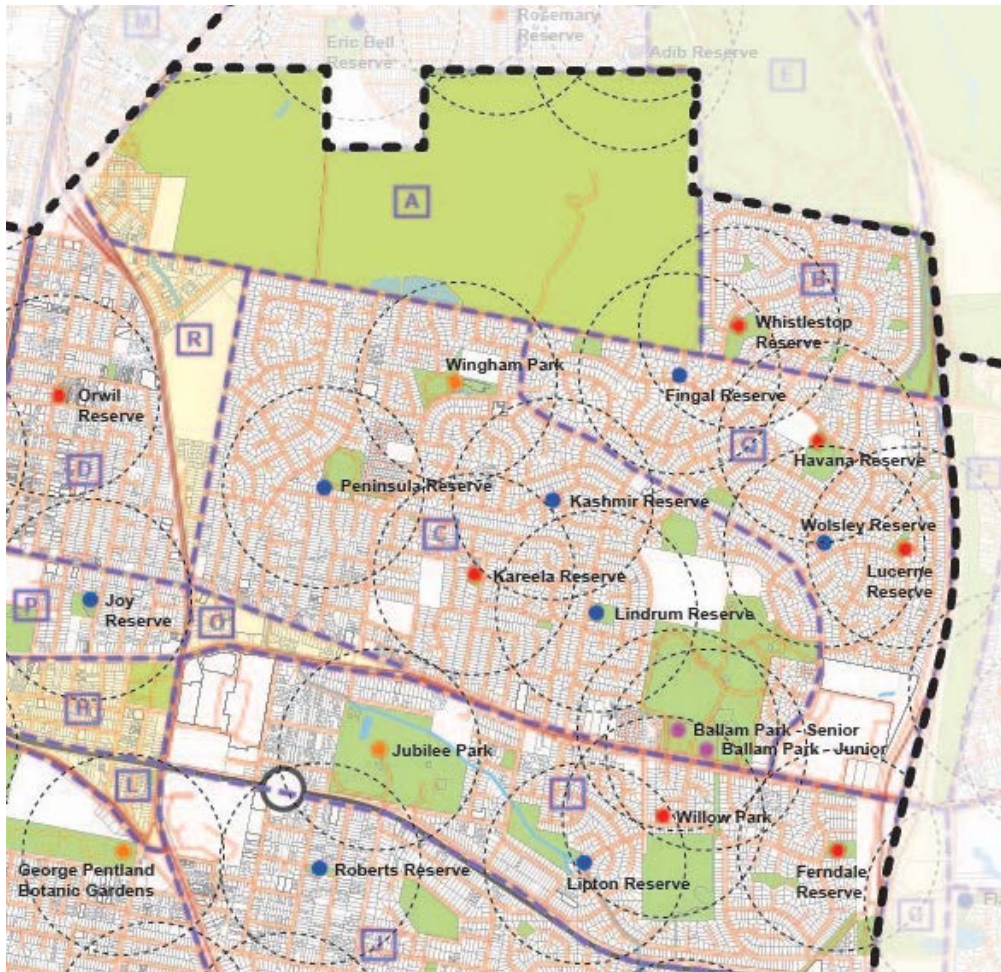 M
Rosemary
Reserve
Eric Bell
Reserve
Adib Reserve
E
A
B
Whistlestop
Reserve
R
Wingham Park
Fingal Reserve
Orwil
Reserve
Q
Havana Reserve
D
Peninsula Reserve
Kashmir Reserve
C
Wolsley Reserve
Kareela Reserve
Lucerne
Reserve
P
Joy
Reserve
O
Lindrum Reserve
H
Ballam Park - Senior
Ballam Park - Junior
Jubilee Park
L
Willow Park
George Pentland
Botanic Gardens
Roberts Reserve
Lipton Reserve
Ferndale
Reserve
G
J